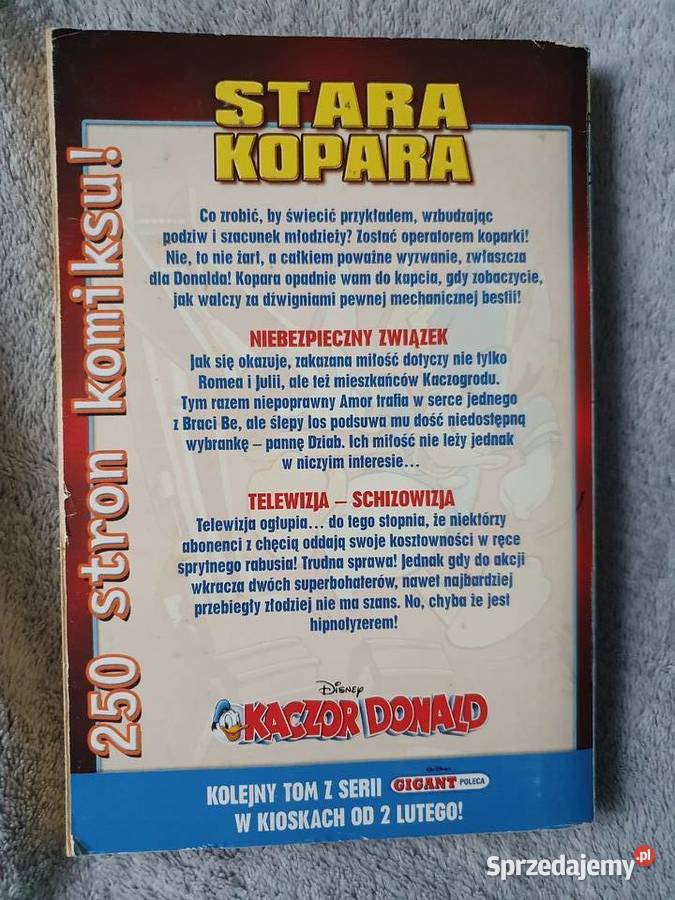 STARA
KOPARA
250 stron komiksu!
Co zrobić, by świecić przykładem, wzbudzając
podziw i szacunek młodzieży? Zostać operatorem koparki!
Nie, to nie żart, a całkiem poważne wyzwanie, zwłaszcza
dla Donalda! Kopara opadnie wam do kapcia, gdy zobaczycie,
jak walczy za dźwigniami pewnej mechanicznej bestii!
NIEBEZPIECZNY ZWIĄZEK
Jak się okazuje, zakazana miłość dotyczy nie tylko
Romea i Julii, ale też mieszkańców Kaczogrodu.
Tym razem niepoprawny Amor trafia w serce jednego
z Braci Be, ale ślepy los podsuwa mu dość niedostępną
wybrankę – pannę Dziab. Ich miłość nie leży jednak
w niczyim interesie...
TELEWIZJA – SCHIZOWIZJA
Telewizja ogłupia... do tego stopnia, że niektórzy
abonenci z chęcią oddają swoje kosztowności w ręce
sprytnego rabusia! Trudna sprawa! Jednak gdy do akcji
wkracza dwóch superbohaterów, nawet najbardziej
przebiegły złodziej nie ma szans. No, chyba że jest
hipnotyzerem!
Disney
KACZOR DONALD
KOLEJNY TOM Z SERII Walt Disney GIGANT POLECA
W KIOSKACH OD 2 LUTEGO!
Sprzedajemy.pl